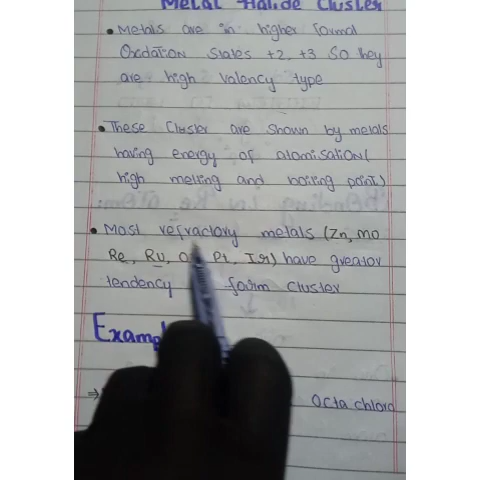 Metal Halide Cluster
• Metals are in higher formal
Oxidation states +2, +3 so they
are high valency type
• These Cluster are shown by metals
having energy of atomisation(
high melting and boiling point)
• Most refractory metals (Zn, Mo
Re, Ru, O Pt, Ir) have greater
tendency form cluster
Examp
⇒ Octa chloro